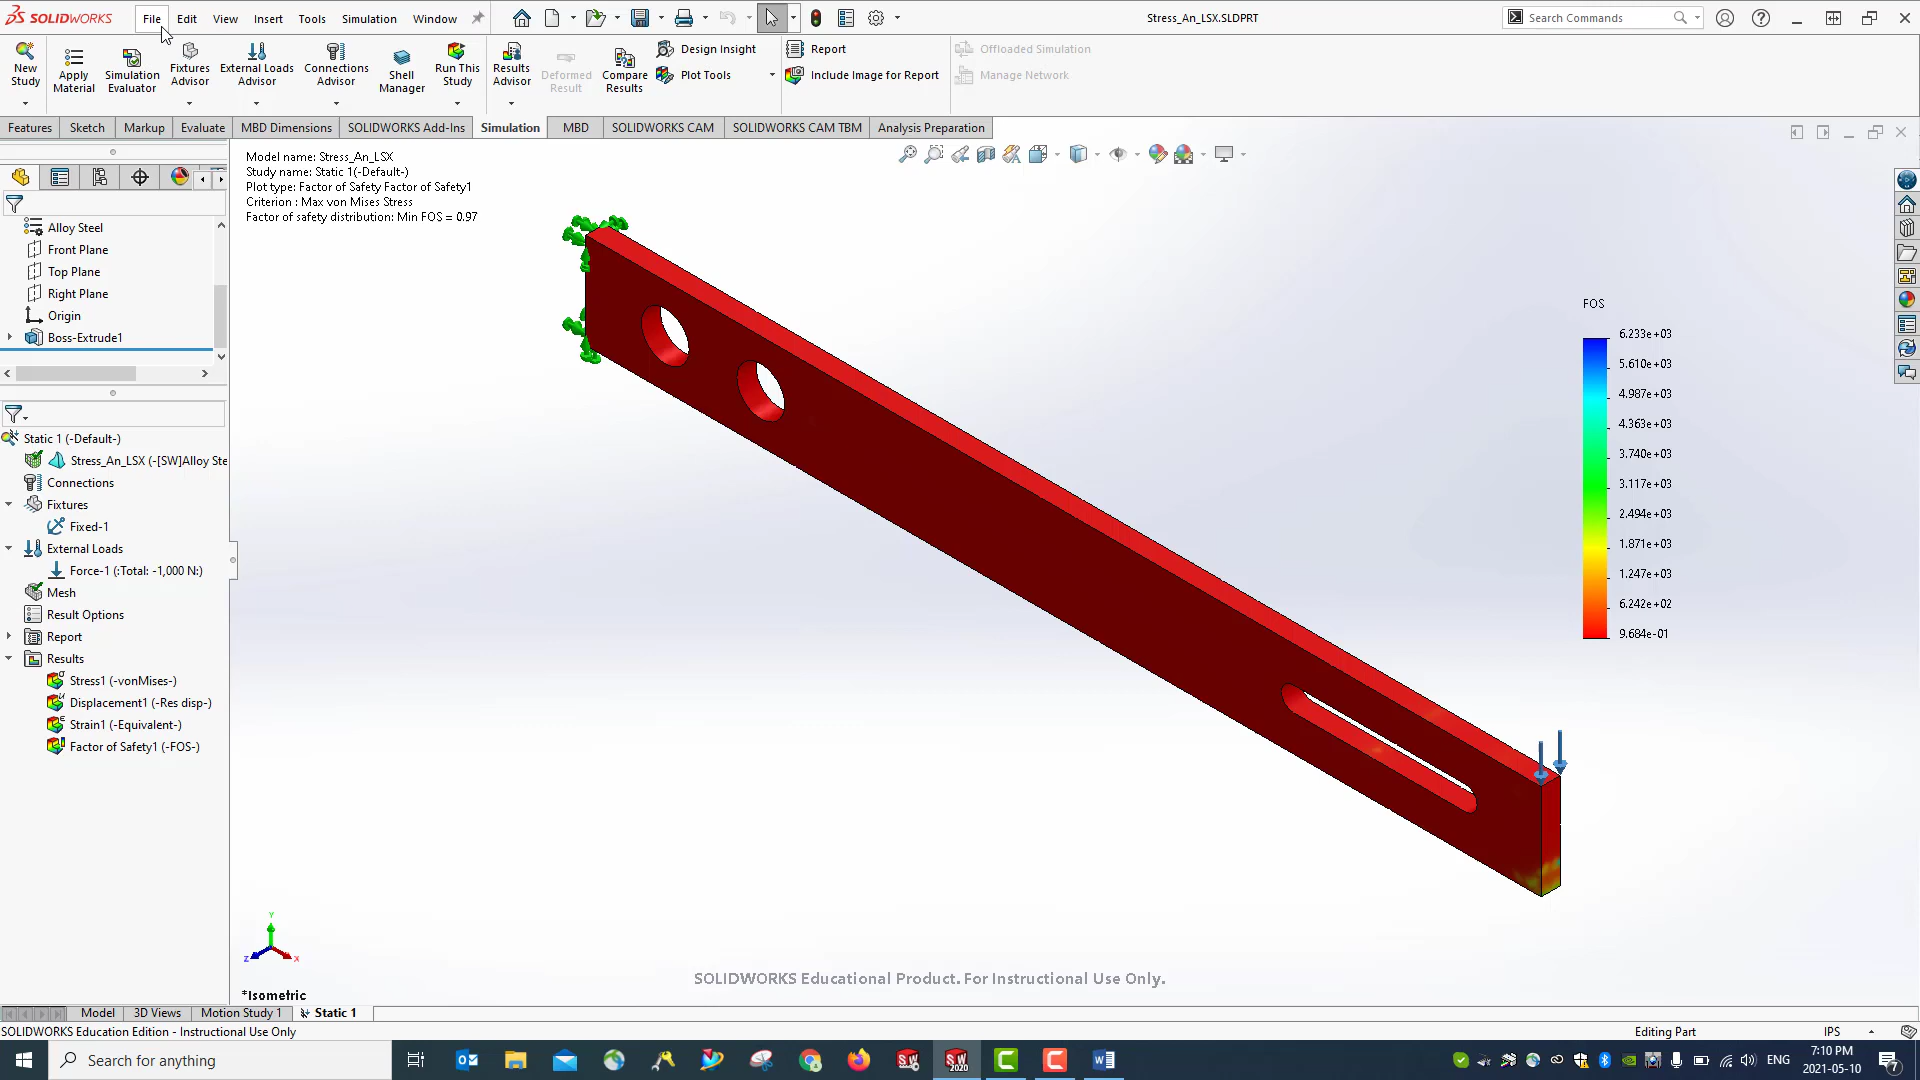 SOLIDWORKS File Edit View Insert Tools Simulation Window Stress_An_LSX.SLDPRT Search Commands
New Study
Apply Material
Simulation Evaluator
Fixtures Advisor
External Loads Advisor
Connections Advisor
Shell Manager
Run This Study
Results Advisor
Deformed Result
Compare Results
Design Insight
Plot Tools
Report
Include Image for Report
Offloaded Simulation
Manage Network
Features Sketch Markup Evaluate MBD Dimensions SOLIDWORKS Add-Ins Simulation MBD SOLIDWORKS CAM SOLIDWORKS CAM TBM Analysis Preparation
Model name: Stress_An_LSX
Study name: Static 1(-Default-)
Plot type: Factor of Safety Factor of Safety1
Criterion : Max von Mises Stress
Factor of safety distribution: Min FOS = 0.97
Alloy Steel
Front Plane
Top Plane
Right Plane
Origin
Boss-Extrude1
Static 1 (-Default-)
Stress_An_LSX (-[SW]Alloy Ste
Connections
Fixtures
Fixed-1
External Loads
Force-1 (:Total: -1,000 N:)
Mesh
Result Options
Report
Results
Stress1 (-vonMises-)
Displacement1 (-Res disp-)
Strain1 (-Equivalent-)
Factor of Safety1 (-FOS-)
FOS
6.233e+03
5.610e+03
4.987e+03
4.363e+03
3.740e+03
3.117e+03
2.494e+03
1.871e+03
1.247e+03
6.242e+02
9.684e-01
Y
Z
X
SOLIDWORKS Educational Product. For Instructional Use Only.
*Isometric
Model 3D Views Motion Study 1 Static 1
SOLIDWORKS Education Edition - Instructional Use Only Editing Part IPS
Search for anything
SW 2020
ENG
7:10 PM
2021-05-10
7